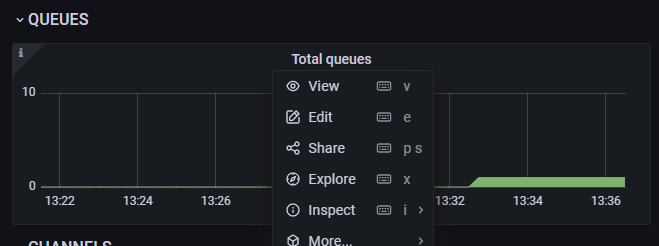 QUEUES
i
Total queues
10
View v
Edit e
Share p s
Explore x
Inspect i
More...
0
13:22 13:24 13:26 13:32 13:34 13:36
CHANNELS